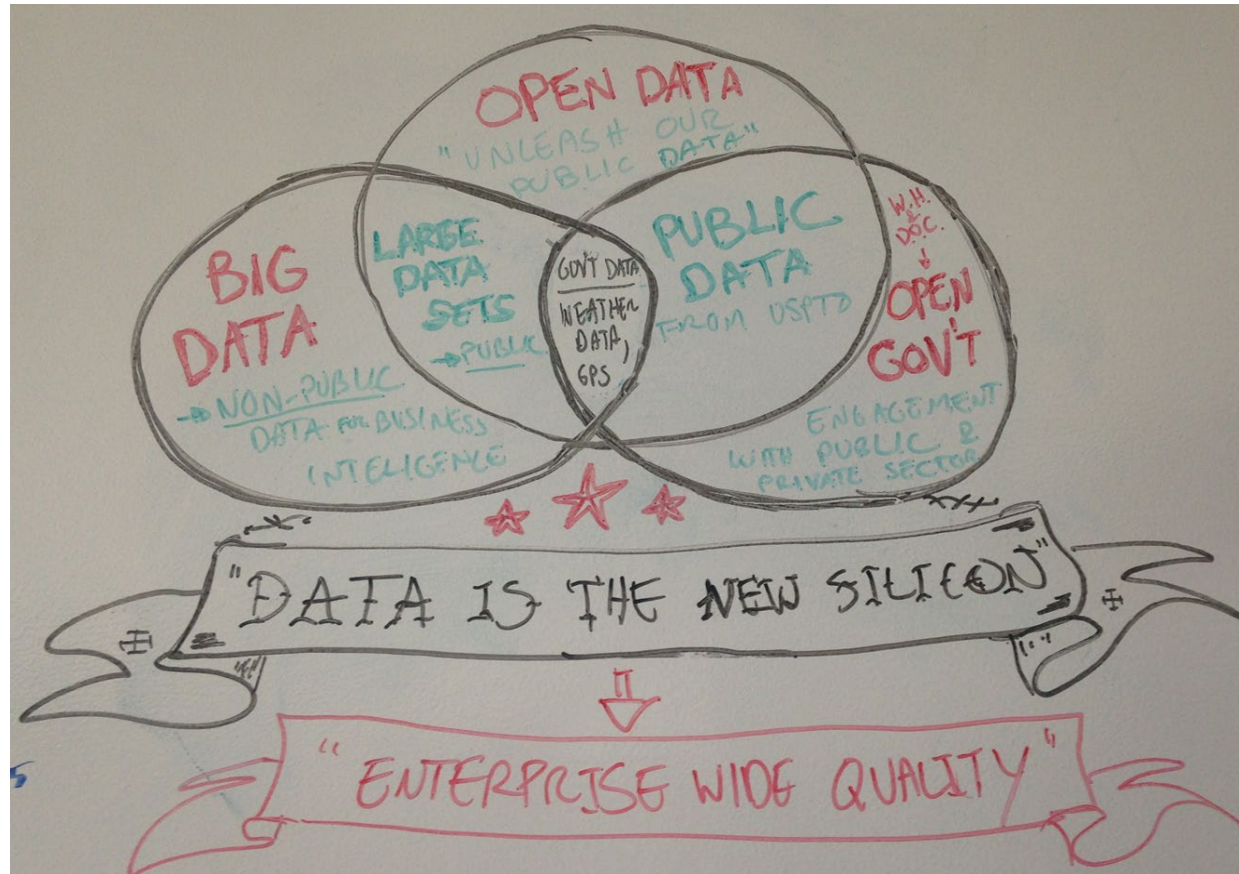 OPEN DATA
"UNLEASH OUR
PUBLIC DATA"
BIG
DATA
→ NON-PUBLIC
DATA FOR BUSINESS
INTELIGENCE
LARGE
DATA
SETS
→ PUBLIC
GOV'T DATA
WEATHER
DATA,
GPS
PUBLIC
DATA
FROM USPTO
W.H.
&
D.O.C.
↓
OPEN
GOV'T
ENGAGEMENT
WITH PUBLIC &
PRIVATE SECTOR
"DATA IS THE NEW SILICON"
"ENTERPRISE WIDE QUALITY"